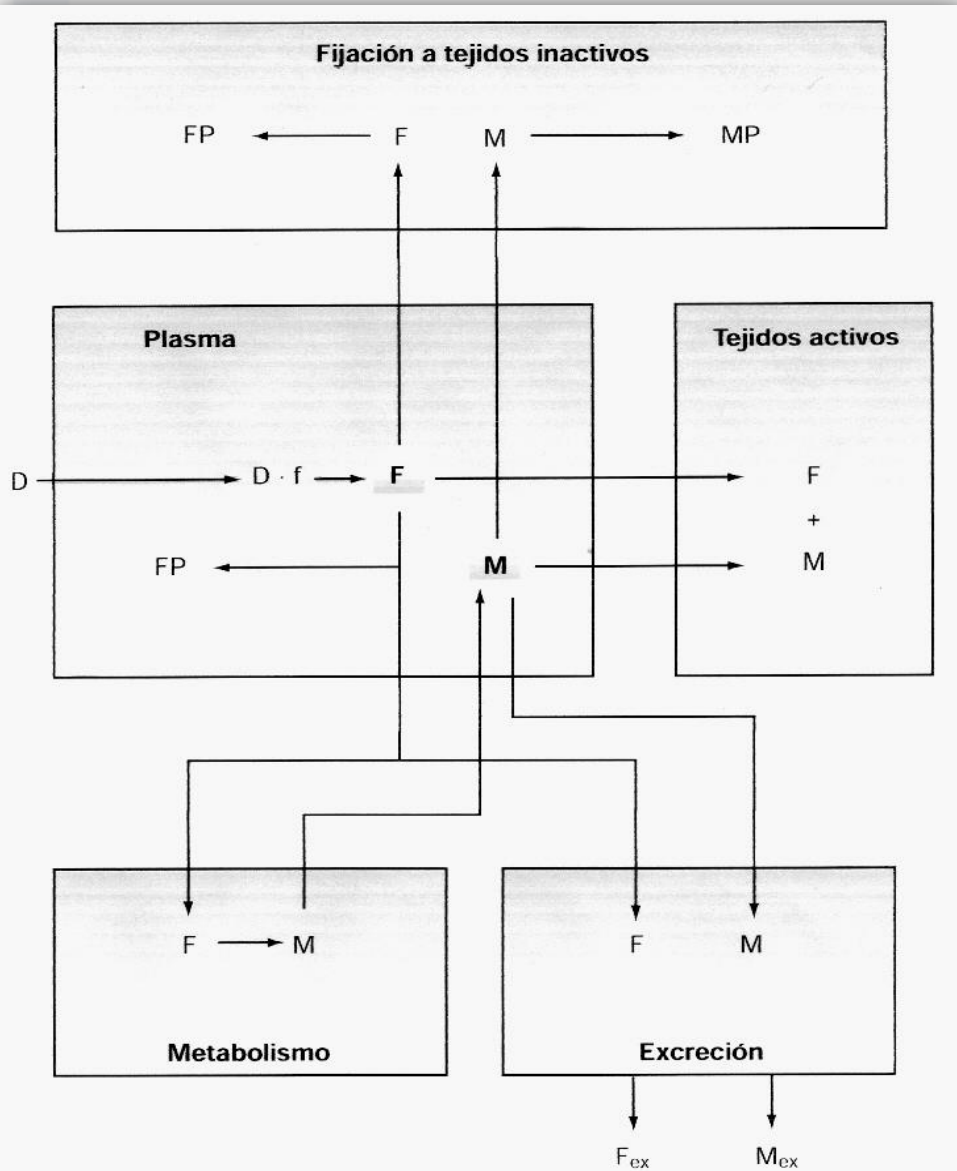 Fijación a tejidos inactivos
FP F M MP
Plasma
Tejidos activos
D D · f F F
+
FP M M
F M
F M
Metabolismo
Excreción
Fex Mex